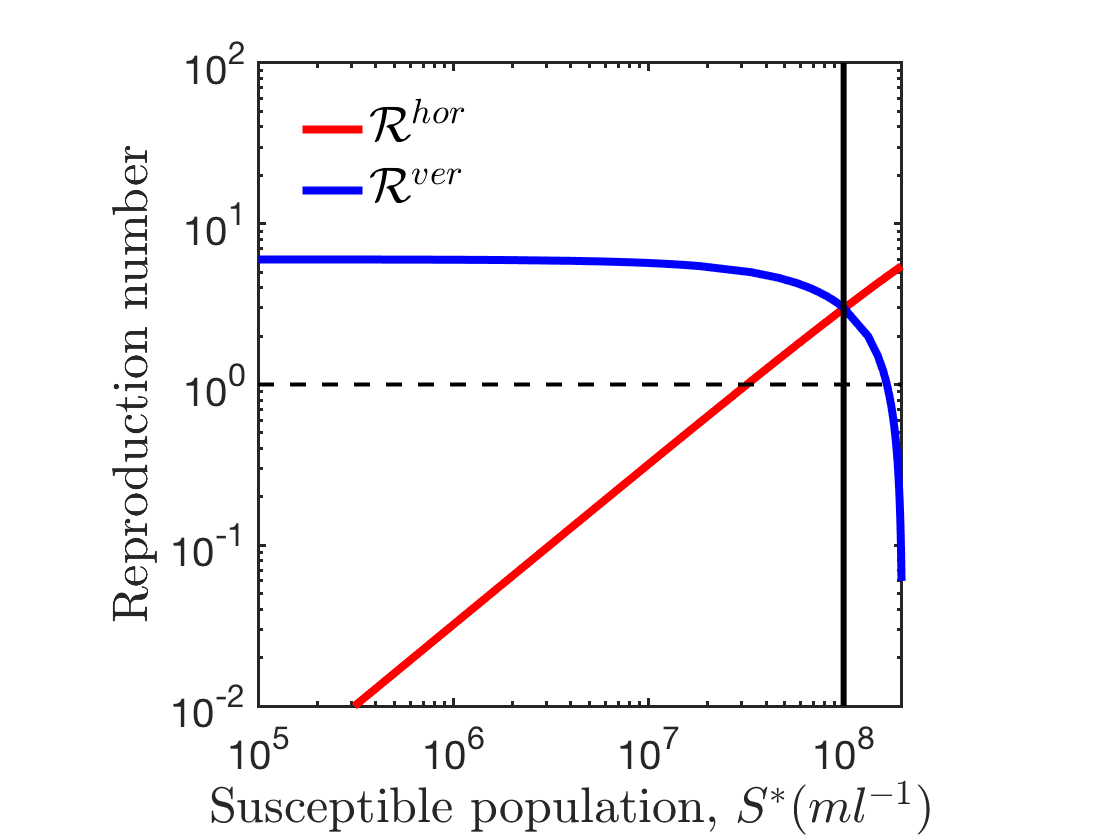 10^2
10^1
10^0
10^-1
10^-2
Reproduction number
R^hor
R^ver
10^5 10^6 10^7 10^8
Susceptible population, S*(ml^-1)